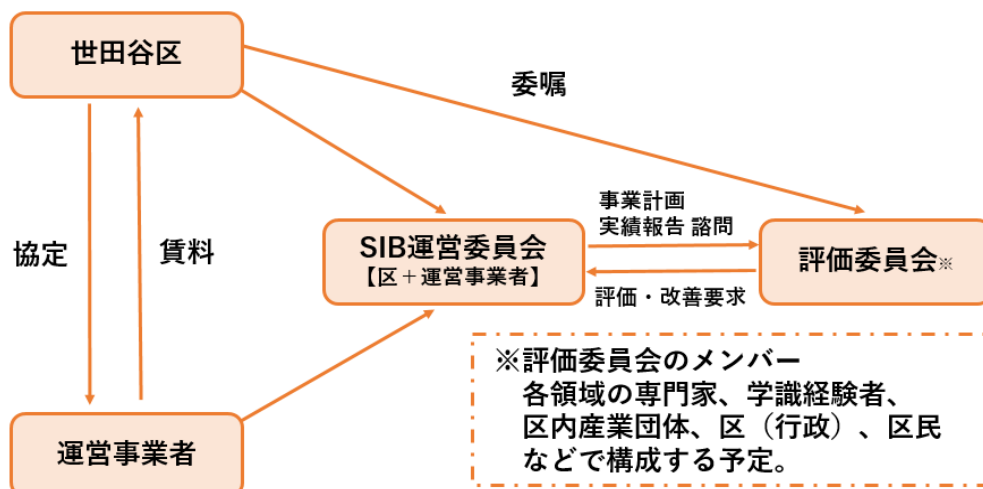 世田谷区
委嘱
事業計画
実績報告 諮問
SIB運営委員会
【区+運営事業者】
評価委員会※
協定
賃料
評価・改善要求
※評価委員会のメンバー
各領域の専門家、学識経験者、
区内産業団体、区（行政）、区民
などで構成する予定。
運営事業者